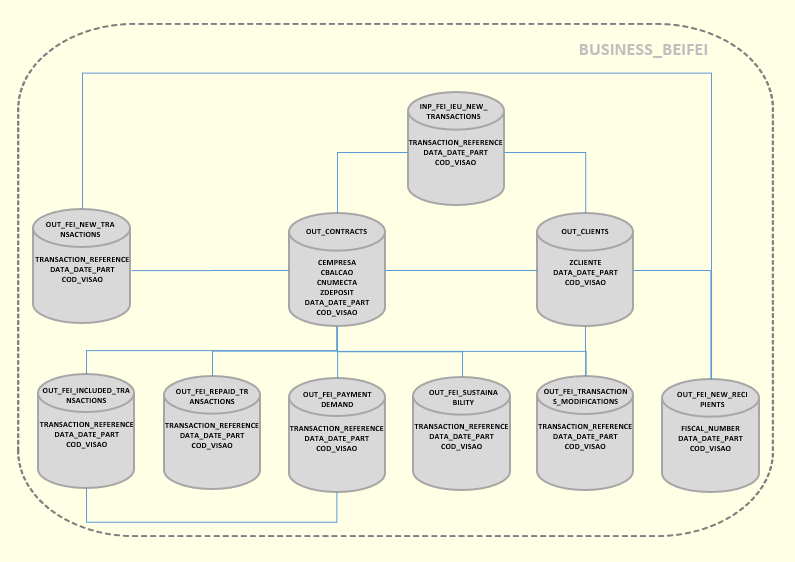 BUSINESS_BEIFEI
INP_FEI_IEU_NEW_
TRANSACTIONS
TRANSACTION_REFERENCE
DATA_DATE_PART
COD_VISAO
OUT_FEI_NEW_TRA
NSACTIONS
TRANSACTION_REFERENCE
DATA_DATE_PART
COD_VISAO
OUT_CONTRACTS
CEMPRESA
CBALCAO
CNUMECTA
ZDEPOSIT
DATA_DATE_PART
COD_VISAO
OUT_CLIENTS
ZCLIENTE
DATA_DATE_PART
COD_VISAO
OUT_FEI_INCLUDED_TRA
NSACTIONS
TRANSACTION_REFERENCE
DATA_DATE_PART
COD_VISAO
OUT_FEI_REPAID_TR
ANSACTIONS
TRANSACTION_REFERENCE
DATA_DATE_PART
COD_VISAO
OUT_FEI_PAYMENT
DEMAND
TRANSACTION_REFERENCE
DATA_DATE_PART
COD_VISAO
OUT_FEI_SUSTAINA
BILITY
TRANSACTION_REFERENCE
DATA_DATE_PART
COD_VISAO
OUT_FEI_TRANSACTION
S_MODIFICATIONS
TRANSACTION_REFERENCE
DATA_DATE_PART
COD_VISAO
OUT_FEI_NEW_RECI
PIENTS
FISCAL_NUMBER
DATA_DATE_PART
COD_VISAO